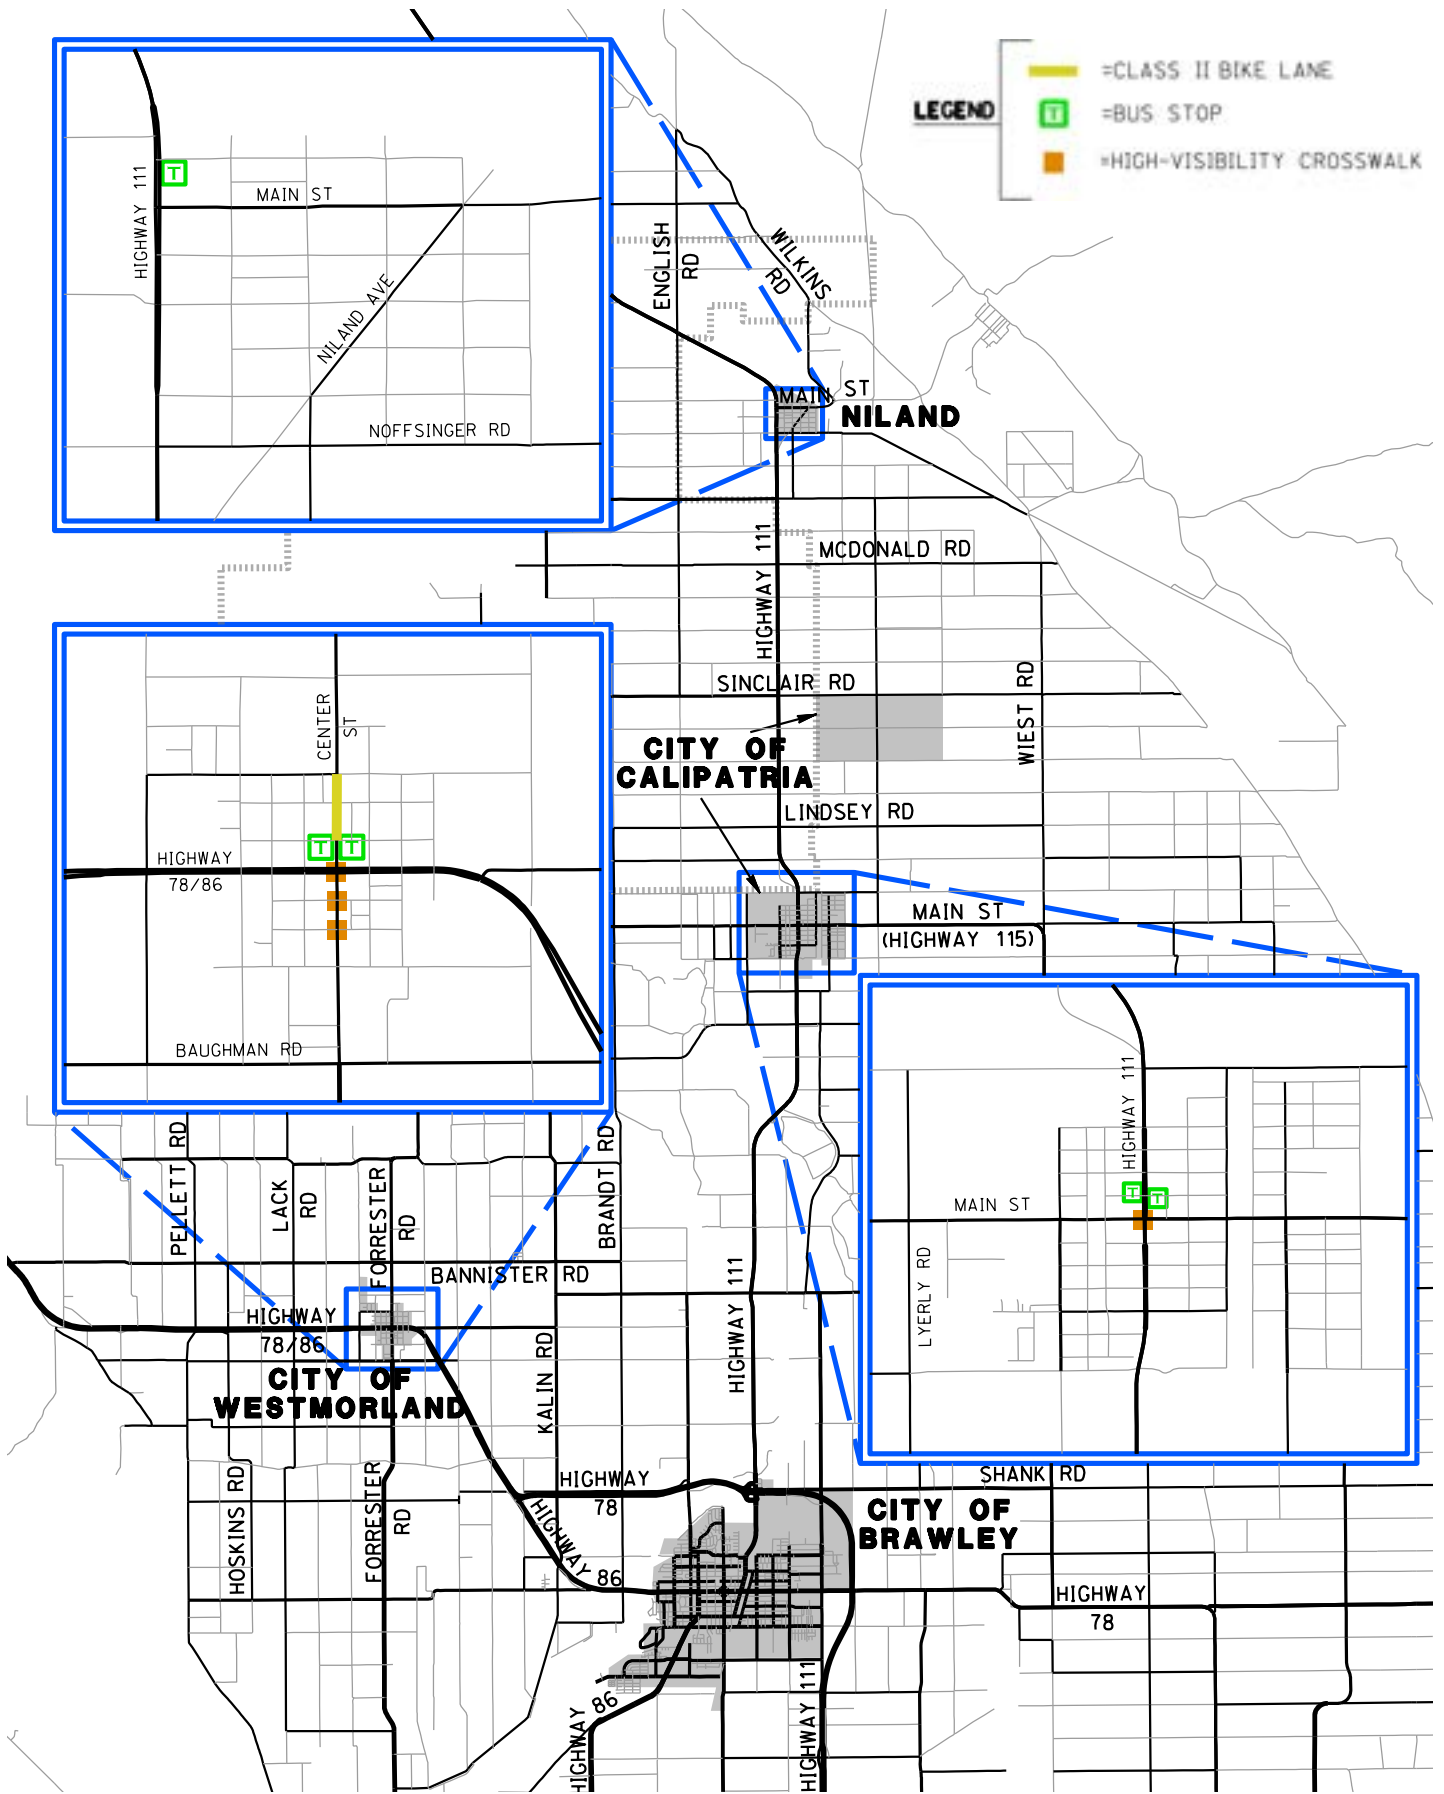 LEGEND
=CLASS II BIKE LANE
T
=BUS STOP
=HIGH-VISIBILITY CROSSWALK
HIGHWAY 111
T
MAIN ST
NILAND AVE
NOFFSINGER RD
ENGLISH
RD
WILKINS
RD
MAIN ST
NILAND
HIGHWAY 111
MCDONALD RD
SINCLAIR RD
WIEST RD
CITY OF
CALIPATRIA
LINDSEY RD
MAIN ST
(HIGHWAY 115)
CENTER
ST
T
T
HIGHWAY
78/86
BAUGHMAN RD
HIGHWAY 111
T
T
MAIN ST
LYERLY RD
PELLETT RD
LACK
RD
FORRESTER
RD
BRANDT RD
BANNISTER RD
HIGHWAY
78/86
CITY OF
WESTMORLAND
KALIN RD
HIGHWAY 111
HOSKINS RD
FORRESTER
RD
HIGHWAY
78
HIGHWAY 86
SHANK RD
CITY OF
BRAWLEY
HIGHWAY
78
HIGHWAY 86
HIGHWAY 111